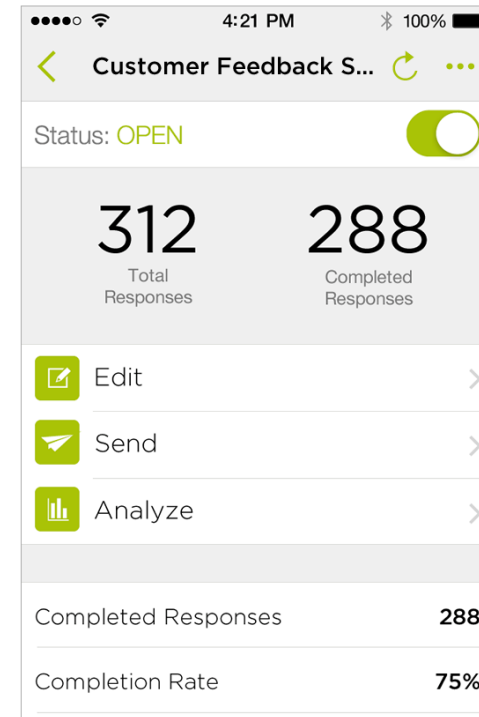 4:21 PM 100%
Customer Feedback S...
Status: OPEN
312 288
Total Completed
Responses Responses
Edit
Send
Analyze
Completed Responses 288
Completion Rate 75%